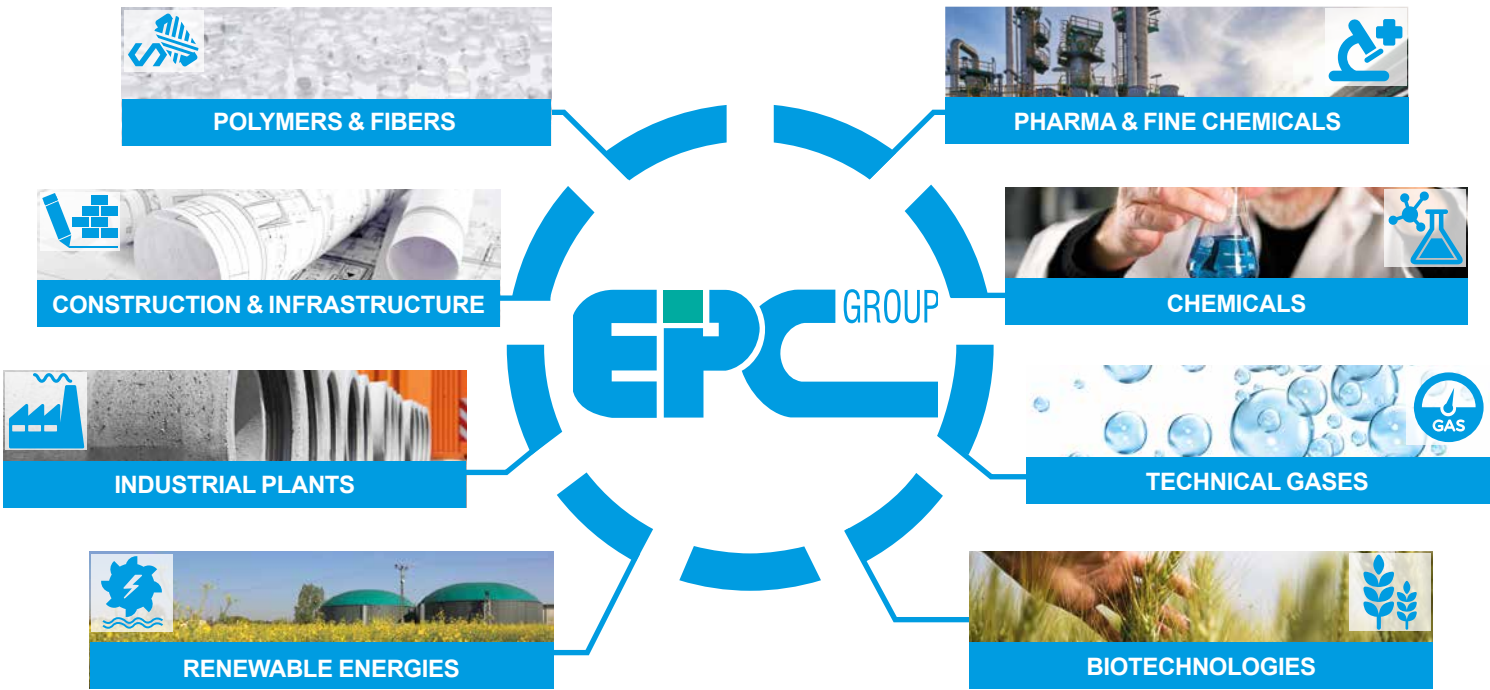 POLYMERS & FIBERS
PHARMA & FINE CHEMICALS
CONSTRUCTION & INFRASTRUCTURE
CHEMICALS
EPC GROUP
INDUSTRIAL PLANTS
GAS
TECHNICAL GASES
RENEWABLE ENERGIES
BIOTECHNOLOGIES